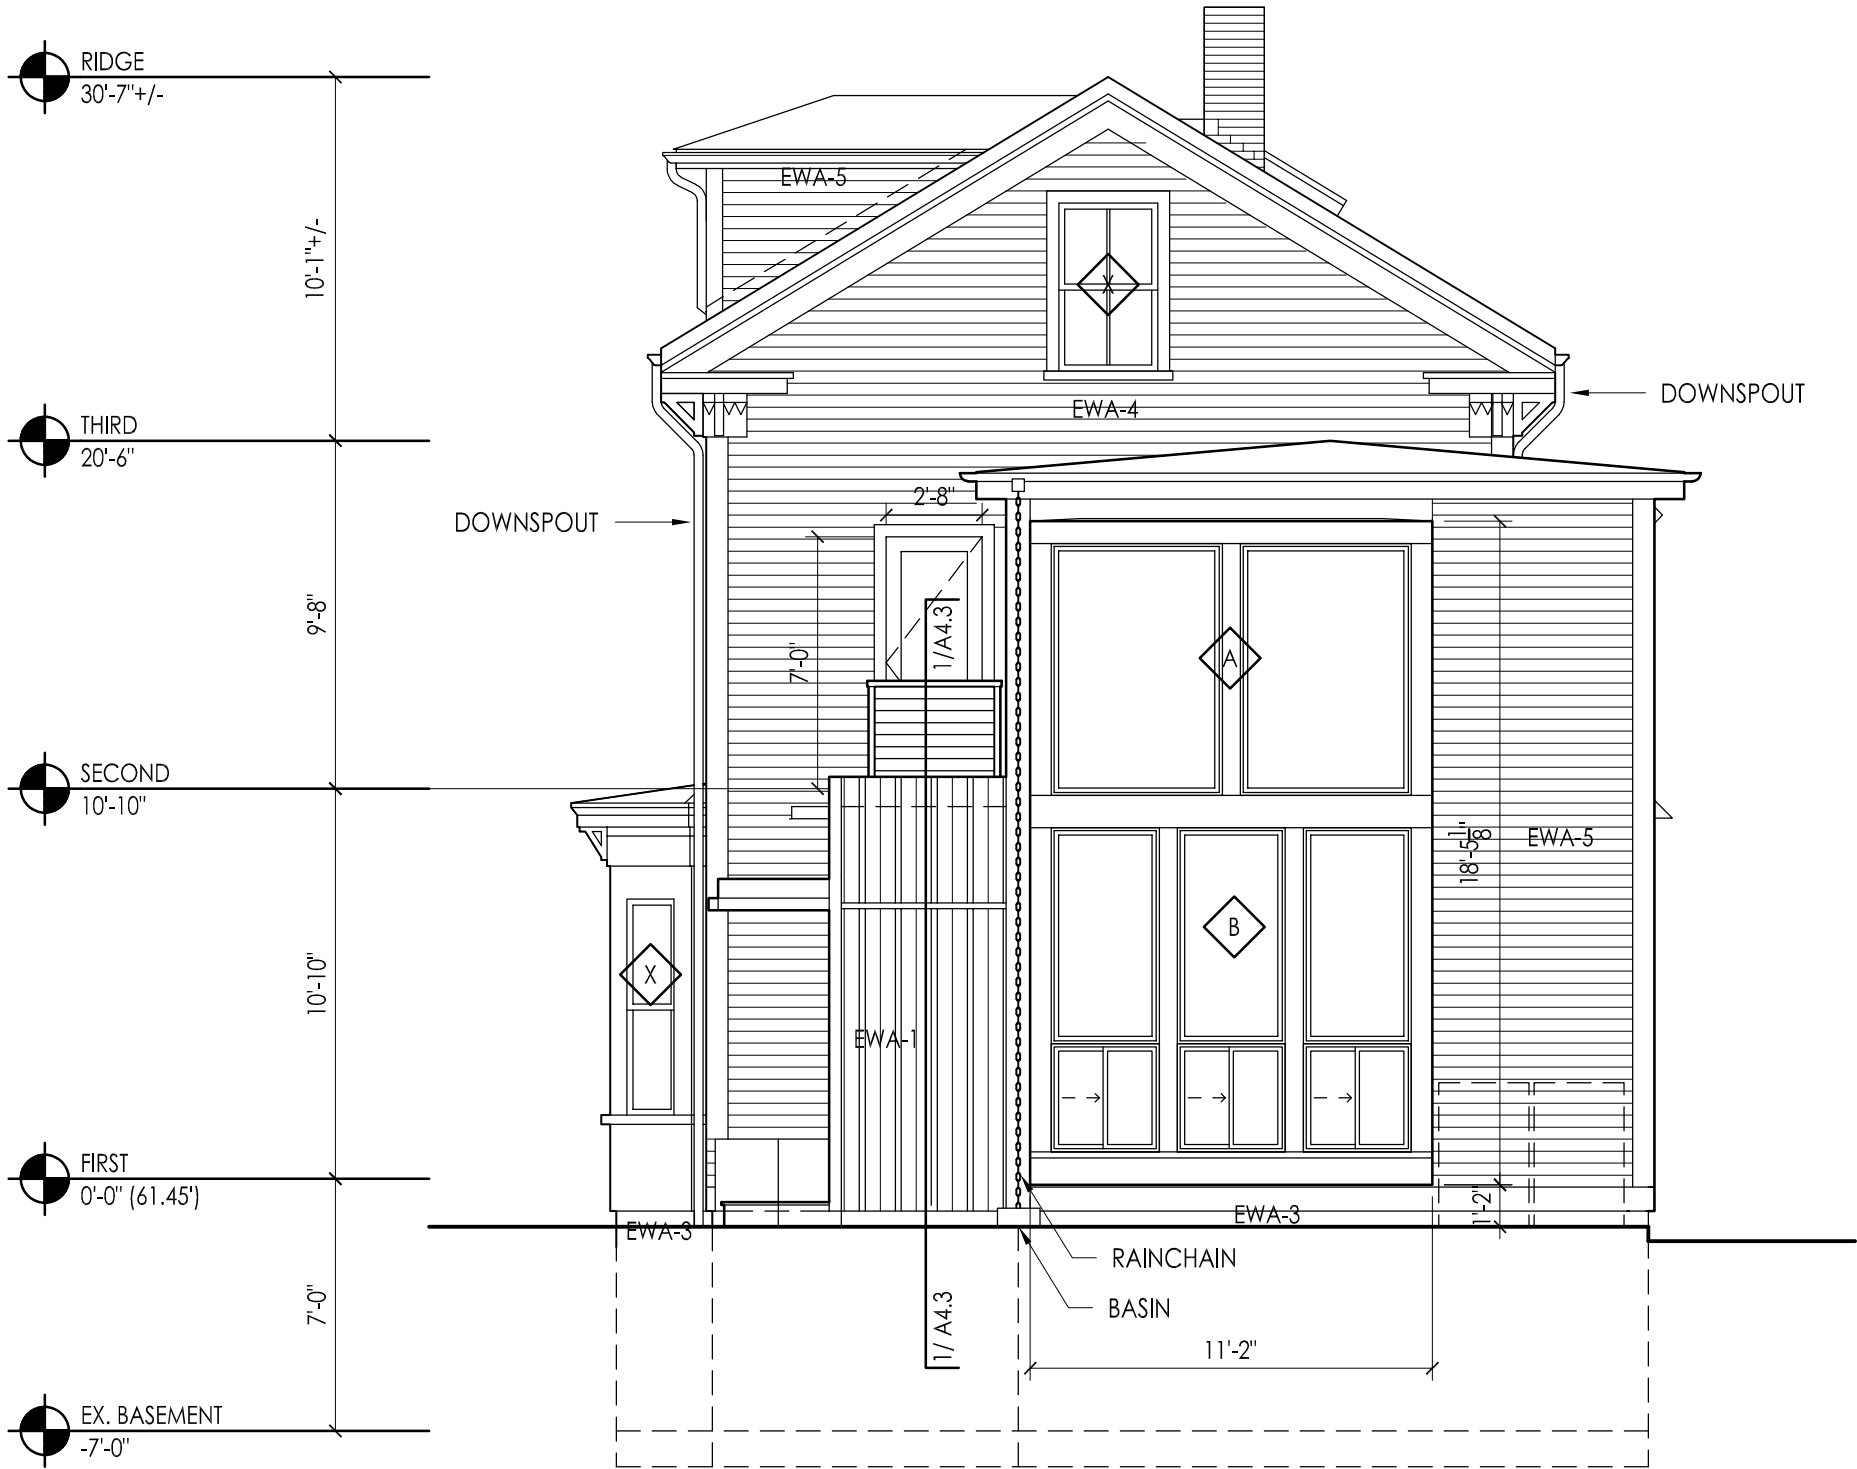 RIDGE
30'-7"+/-
EWA-5
10'-1"+/-
X
DOWNSPOUT
EWA-4
THIRD
20'-6"
2'-8"
DOWNSPOUT
9'-8"
7'-0"
1/A4.3
A
SECOND
10'-10"
18'-5 1/8"
EWA-5
B
X
10'-10"
EWA-1
FIRST
0'-0" (61.45')
EWA-3
EWA-3
1'-2"
RAINCHAIN
BASIN
7'-0"
1/A4.3
11'-2"
EX. BASEMENT
-7'-0"